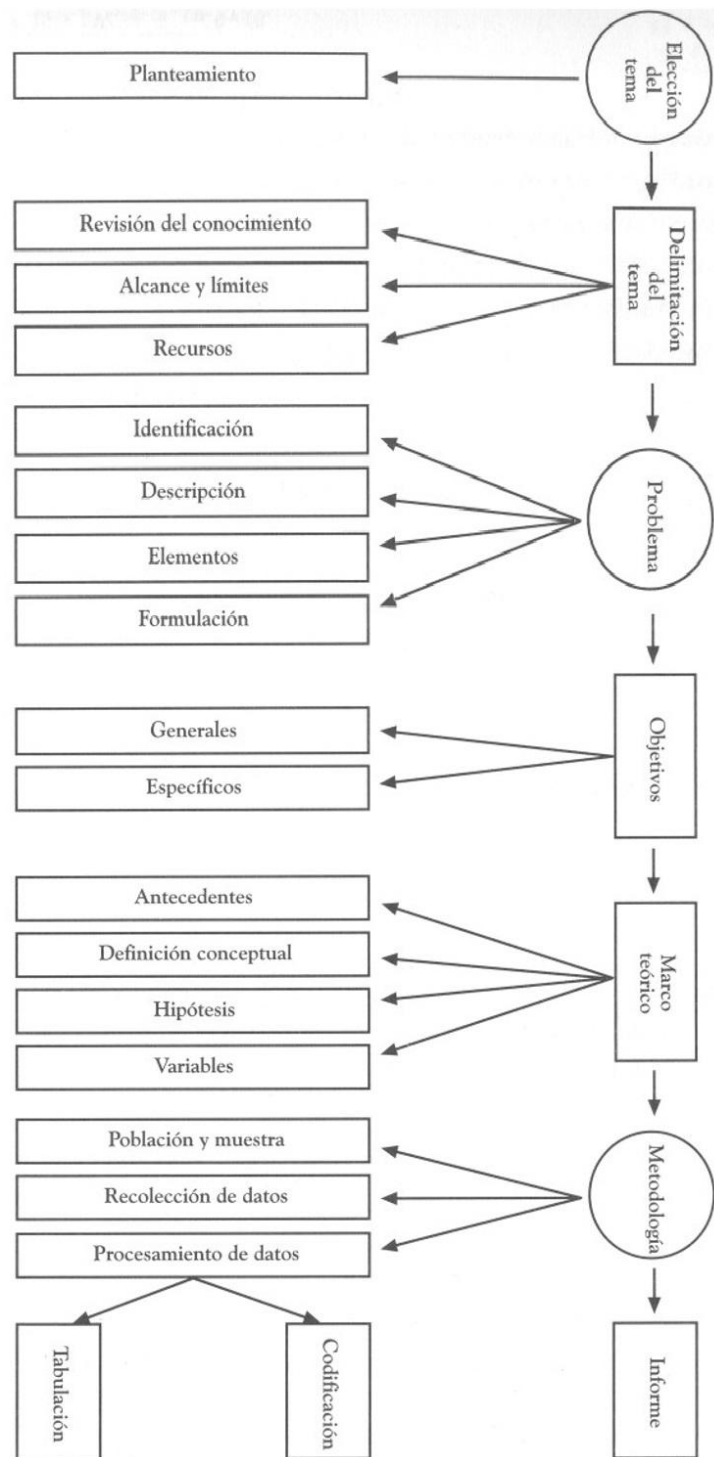 Elección
del
tema
Planteamiento
Delimitación
del
tema
Revisión del conocimiento
Alcance y límites
Recursos
Problema
Identificación
Descripción
Elementos
Formulación
Objetivos
Generales
Específicos
Marco
teórico
Antecedentes
Definición conceptual
Hipótesis
Variables
Metodología
Población y muestra
Recolección de datos
Procesamiento de datos
Tabulación
Codificación
Informe